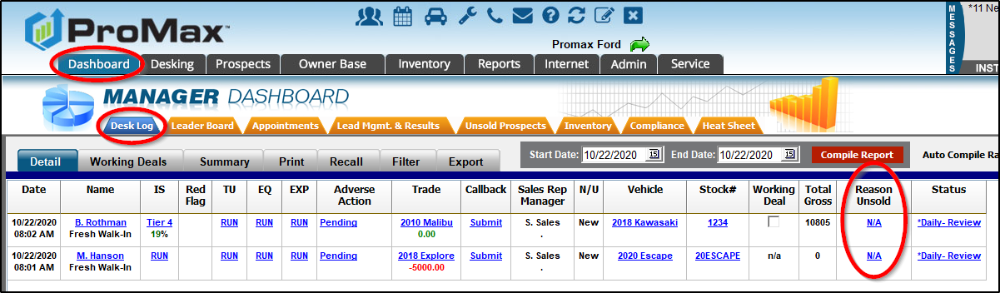 ProMax™
Promax Ford
MESSAGES
*11 Ne
INST
Dashboard Desking Prospects Owner Base Inventory Reports Internet Admin Service
MANAGER DASHBOARD
Desk Log Leader Board Appointments Lead Mgmt. & Results Unsold Prospects Inventory Compliance Heat Sheet
Detail Working Deals Summary Print Recall Filter Export Start Date: 10/22/2020 15 End Date: 10/22/2020 15 Compile Report Auto Compile Ra
Date Name IS Red Flag TU EQ EXP Adverse Action Trade Callback Sales Rep Manager N/U Vehicle Stock# Working Deal Total Gross Reason Unsold Status
10/22/2020 B. Rothman Tier 4 RUN RUN RUN Pending 2010 Malibu Submit S. Sales New 2018 Kawasaki 1234 10805 N/A *Daily- Review
08:02 AM Fresh Walk-In 19% 0.00 .
10/22/2020 M. Hanson RUN RUN RUN RUN Pending 2018 Explore Submit S. Sales New 2020 Escape 20ESCAPE n/a 0 N/A *Daily- Review
08:01 AM Fresh Walk-In -5000.00 .